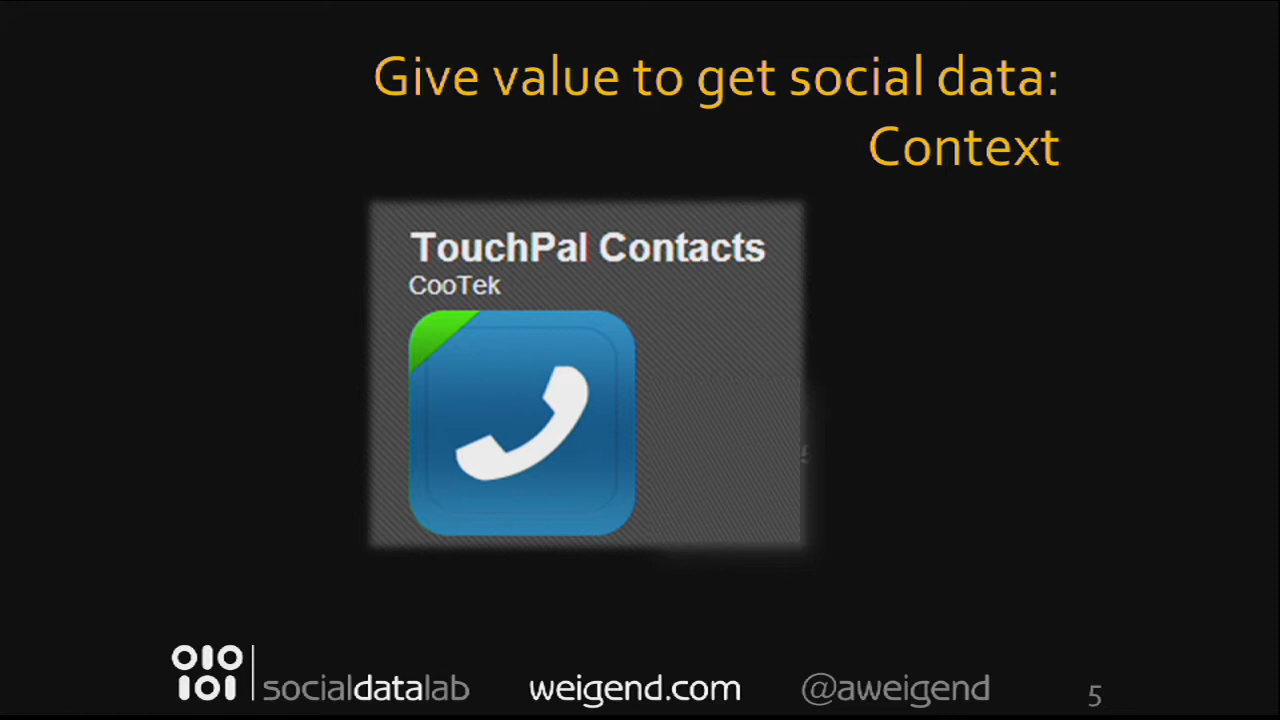 Give value to get social data:
Context
TouchPal Contacts
CooTek
010
101
socialdatalab
weigend.com
@aweigend
5